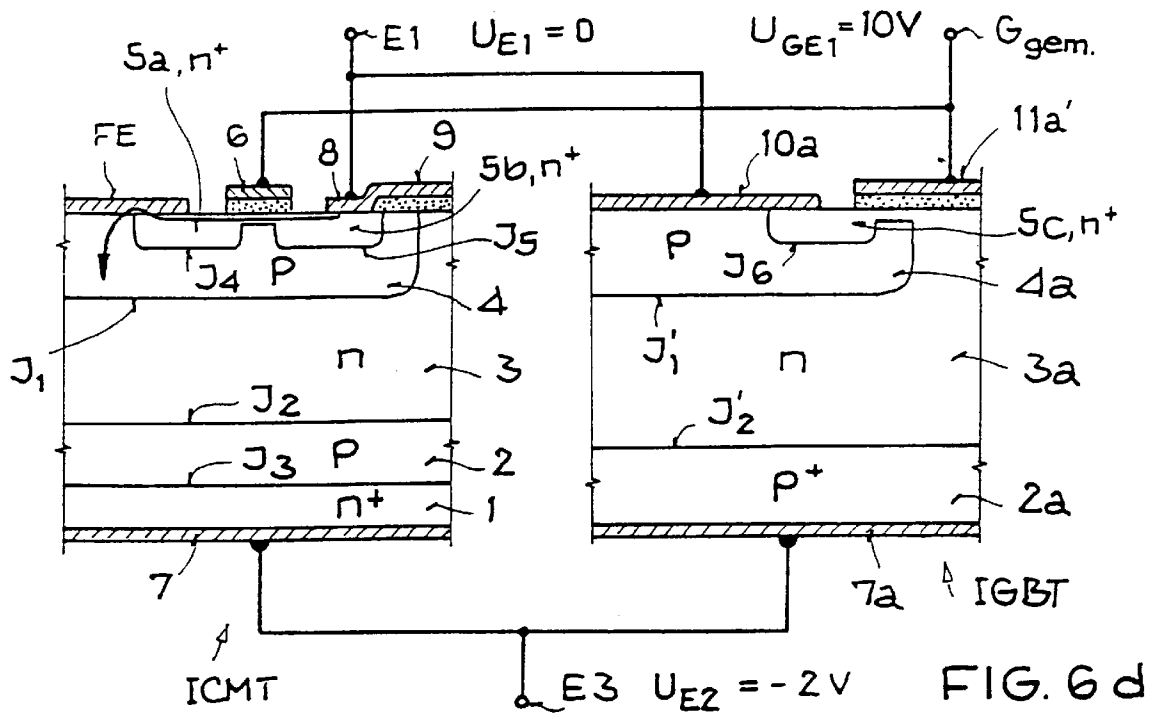 E1
U_E1 = 0
U_GE1 = 10V
G_gem.
5a, n⁺
FE
6
8
9
5b, n⁺
10a
11a'
J4
P
J5
4
P
J6
5c, n⁺
4a
J1
n
3
J1'
n
3a
J2
J2'
J3
P
2
n⁺
1
P⁺
2a
7
7a
IGBT
ICMT
E3
U_E2 = -2V
FIG. 6 d